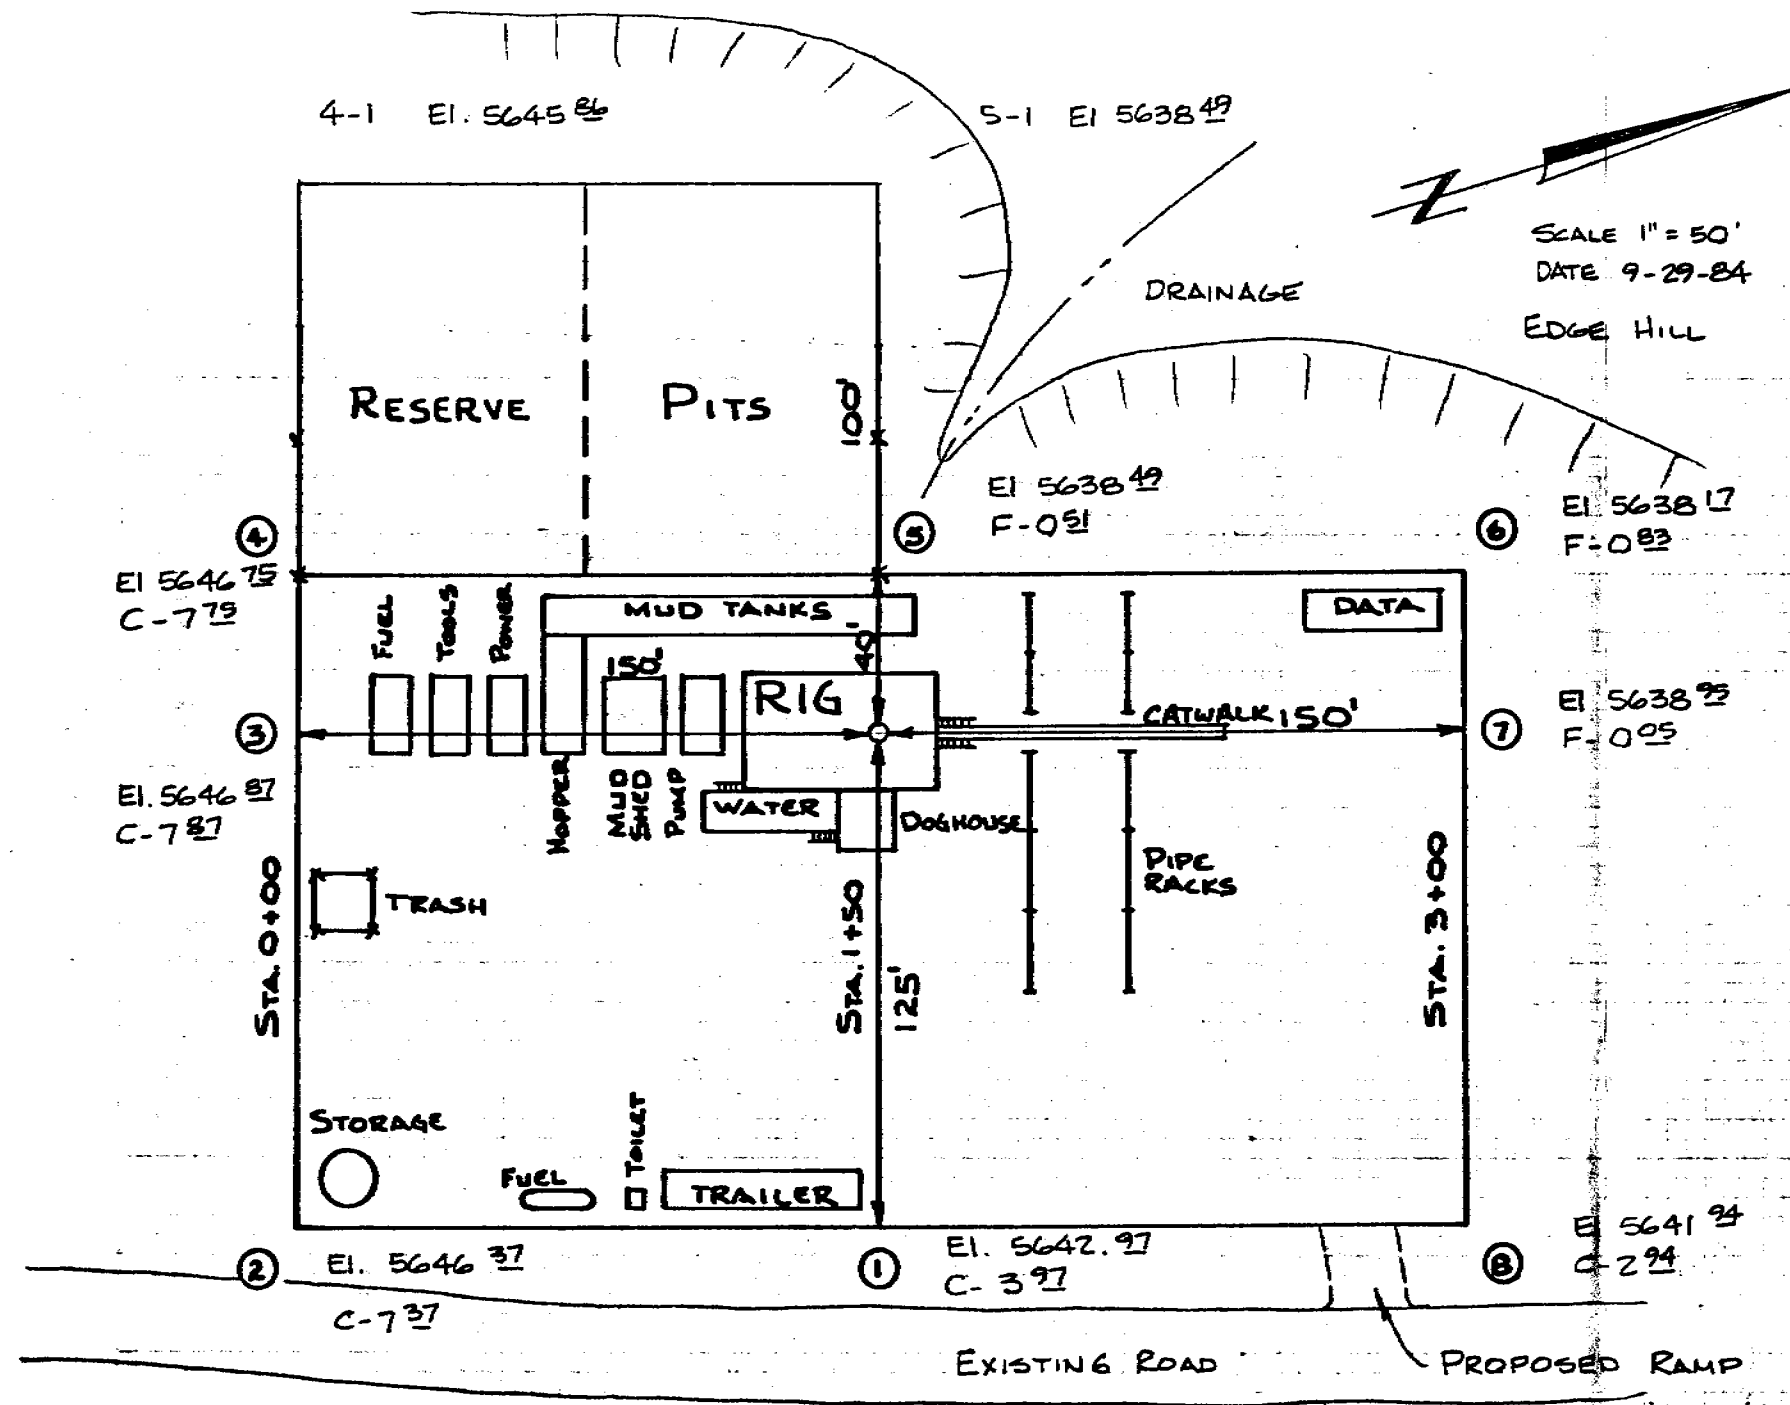 4-1 El. 5645 86
5-1 El 5638 49
N
SCALE 1" = 50'
DATE 9-29-84
EDGE HILL
DRAINAGE
RESERVE PITS
100'
El 5638 49
F-0 51
El 5638 17
F-0 83
4
5
6
El 5646 75
C-7 75
FUEL
TOOLS
POWER
MUD TANKS
DATA
40'
150'
RIG
CATWALK 150'
3
7
El 5638 95
F-0 05
El. 5646 87
C-7 87
HOPPER
MUD SHED
PUMP
WATER
DOGHOUSE
PIPE
RACKS
TRASH
STA. 0+00
STA. 1+50
125'
STA. 3+00
STORAGE
FUEL
TOILET
TRAILER
2
El. 5646 37
C-7 37
1
El. 5642.97
C- 3 97
8
El 5641 94
C-2 94
EXISTING ROAD
PROPOSED RAMP